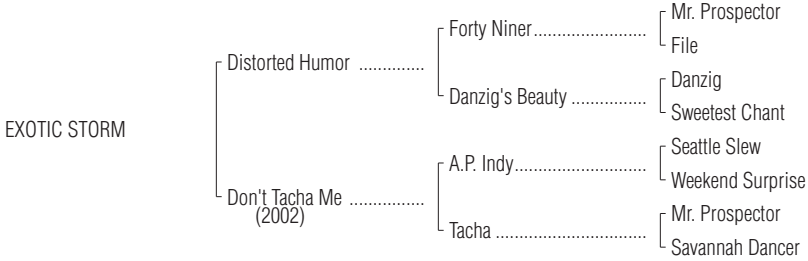 Mr. Prospector
Forty Niner
File
Distorted Humor
Danzig
Danzig's Beauty
Sweetest Chant
EXOTIC STORM
Seattle Slew
A.P. Indy
Weekend Surprise
Don't Tacha Me
(2002)
Mr. Prospector
Tacha
Savannah Dancer